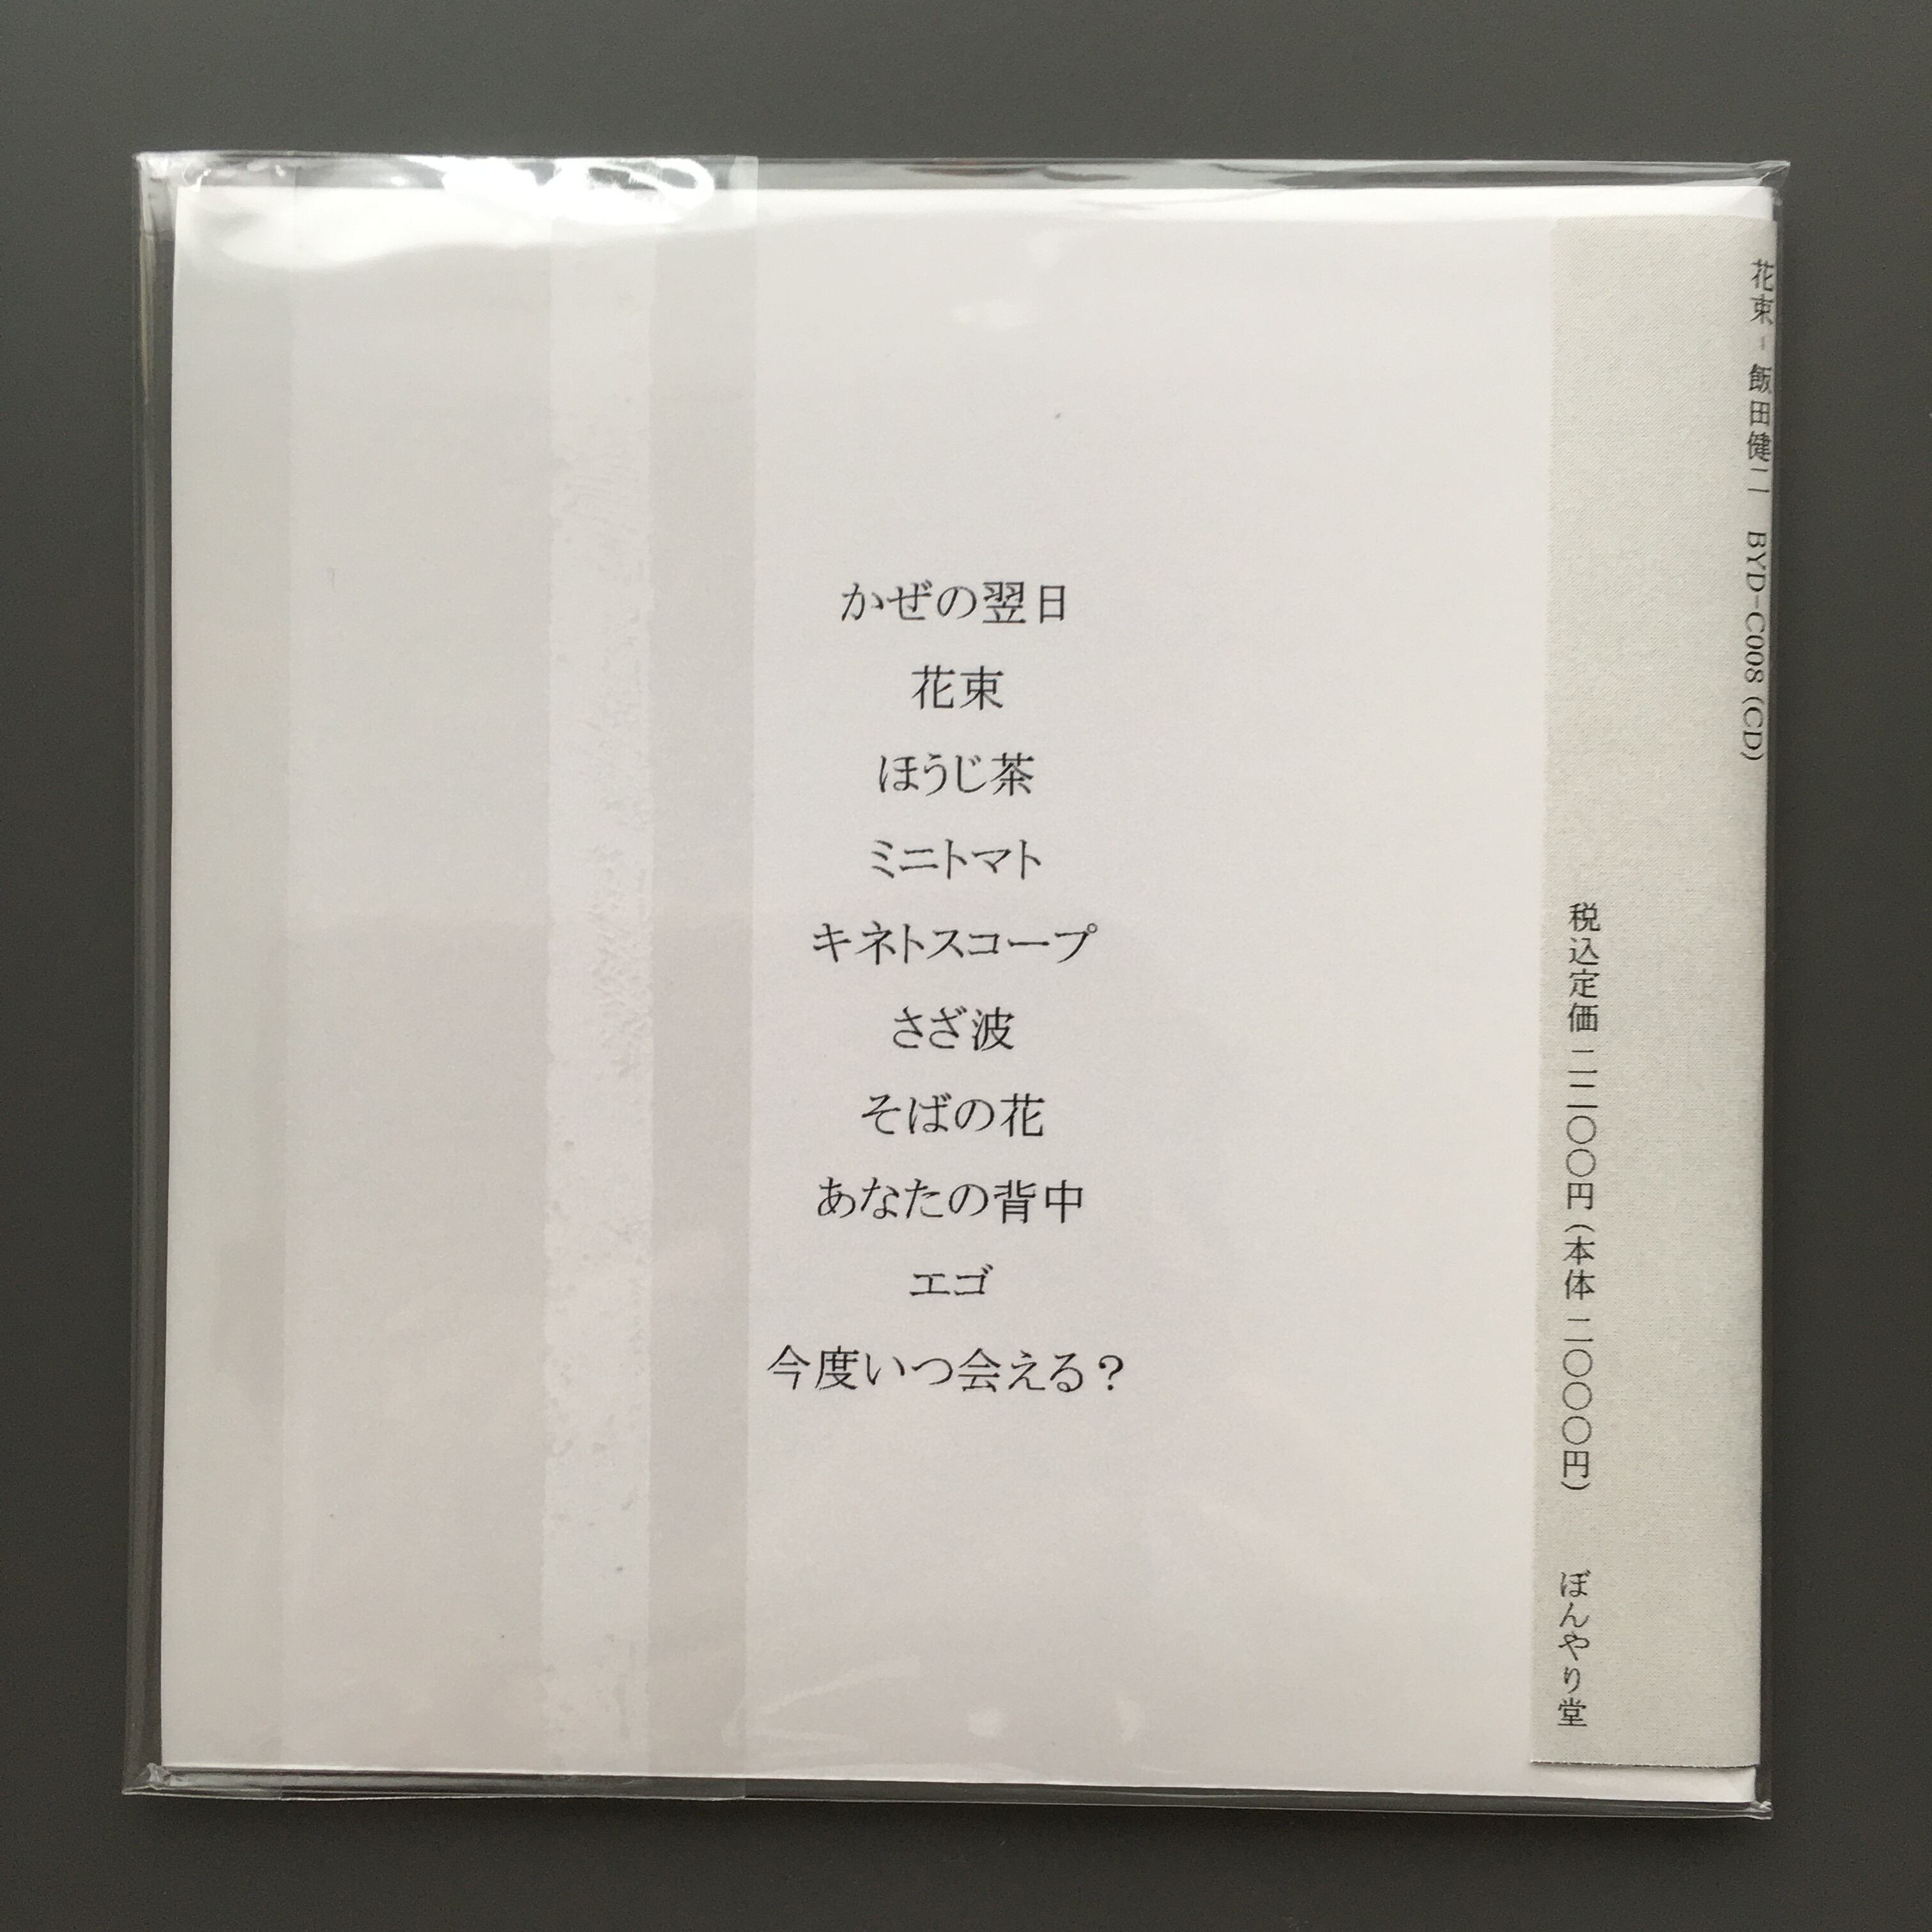 かぜの翌日
花束
ほうじ茶
ミニトマト
キネトスコープ
さざ波
そばの花
あなたの背中
エゴ
今度いつ会える？
花束 - 飯田健二 BYD-C008 (CD)
税込定価 二二〇〇円 (本体 二〇〇〇円) ぼんやり堂